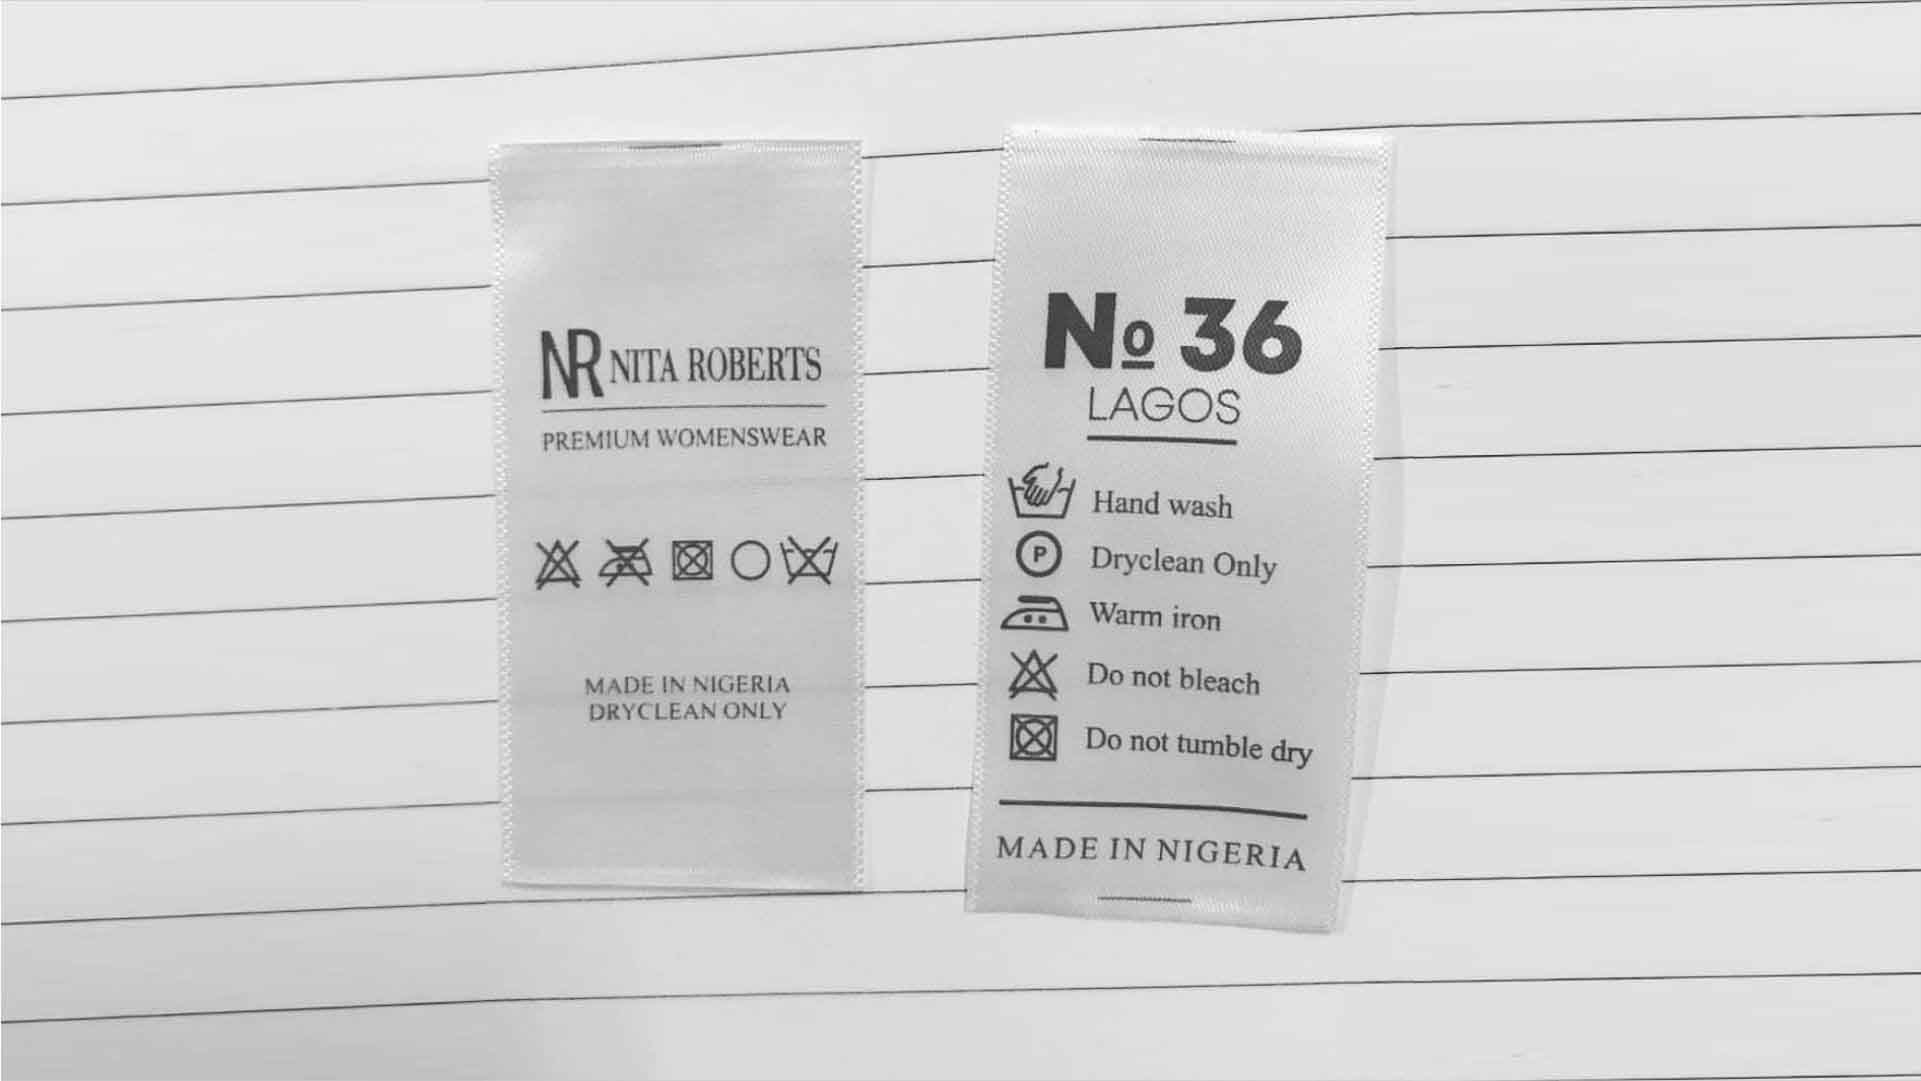 NR NITA ROBERTS
PREMIUM WOMENSWEAR
MADE IN NIGERIA
DRYCLEAN ONLY
No 36
LAGOS
Hand wash
P Dryclean Only
Warm iron
Do not bleach
Do not tumble dry
MADE IN NIGERIA